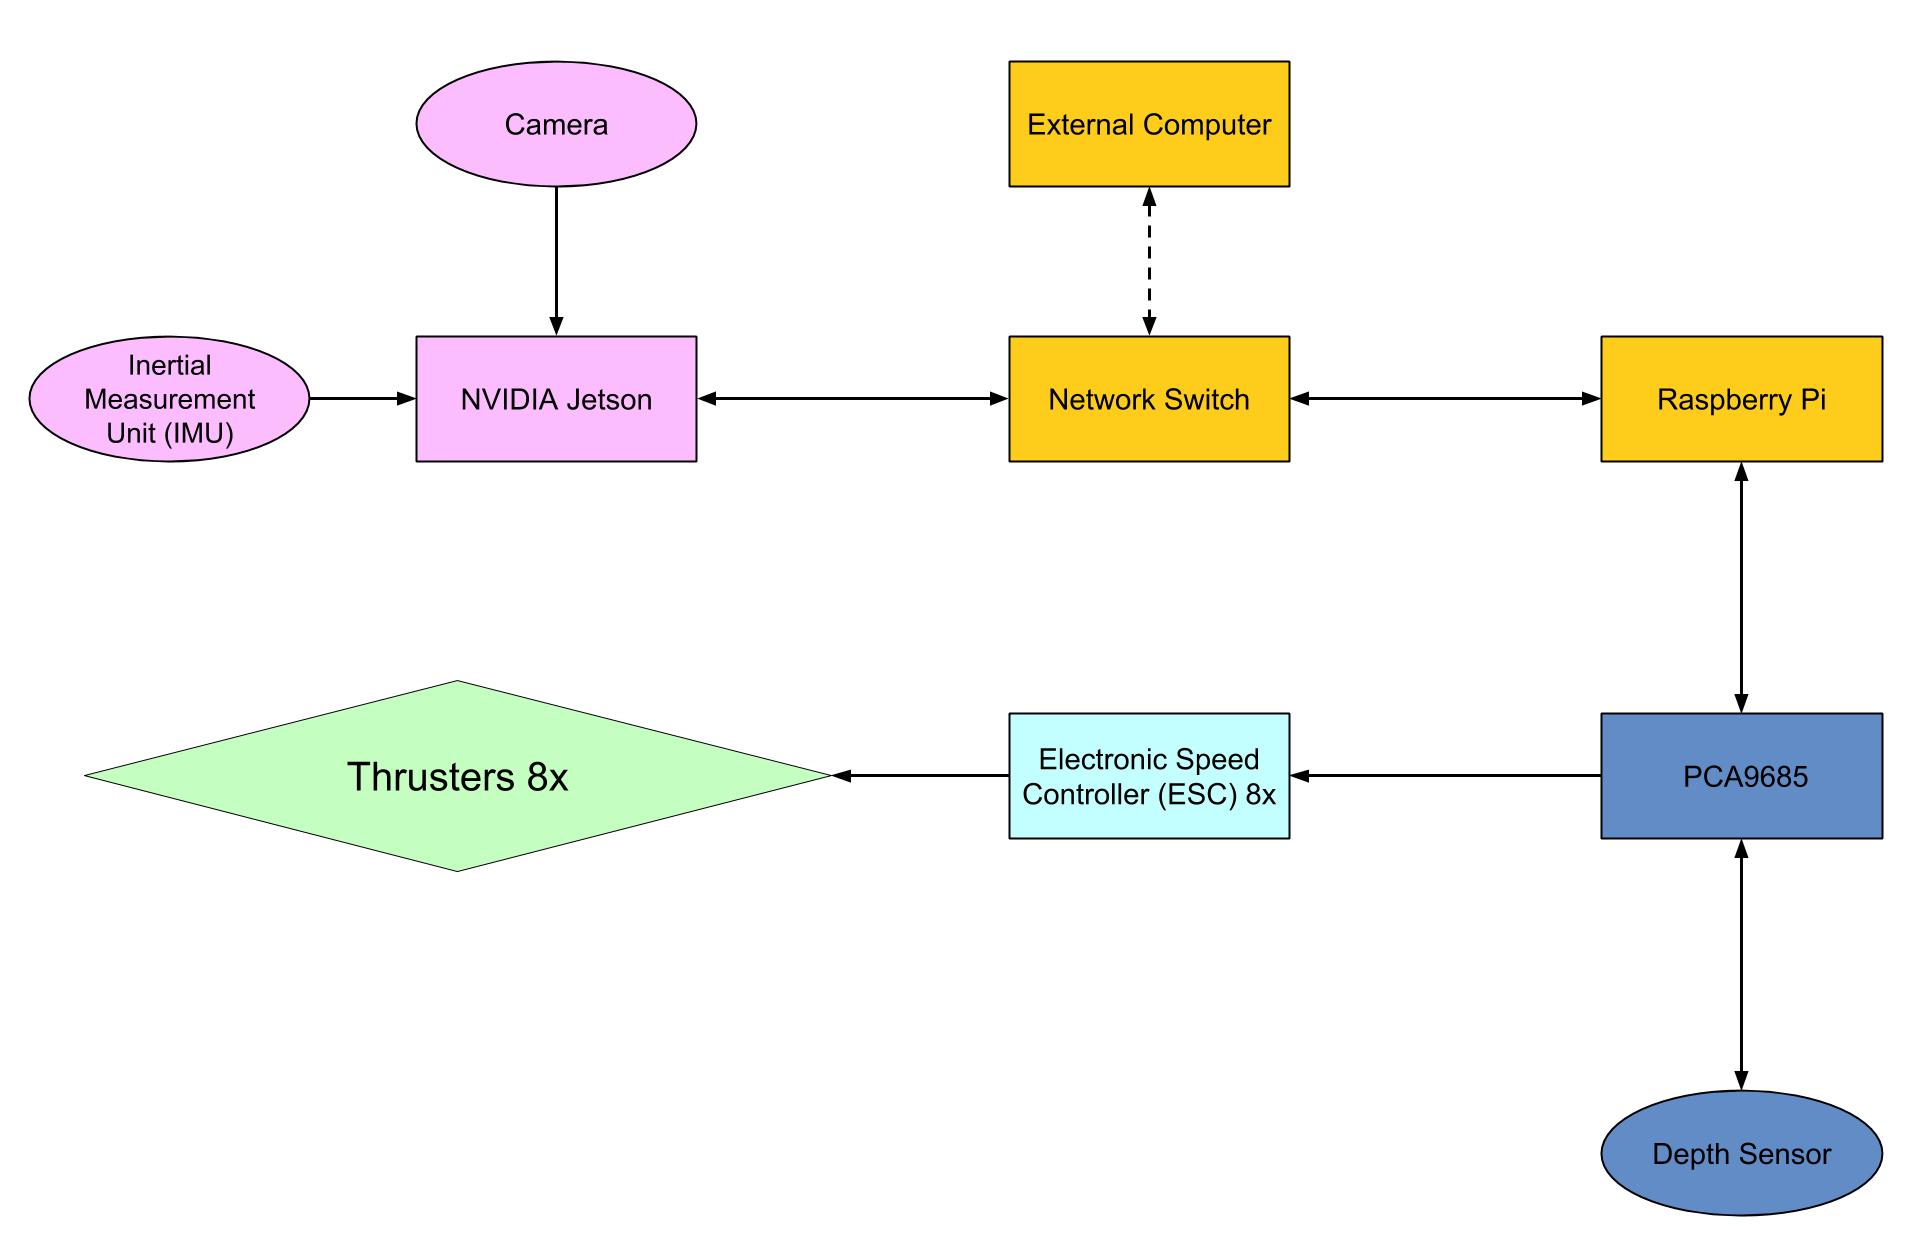 Camera
External Computer
Inertial
Measurement
Unit (IMU)
NVIDIA Jetson
Network Switch
Raspberry Pi
Thrusters 8x
Electronic Speed
Controller (ESC) 8x
PCA9685
Depth Sensor